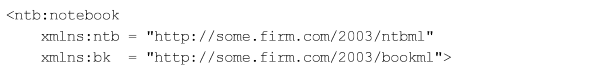 <ntb:notebook
    xmlns:ntb = "http://some.firm.com/2003/ntbml"
    xmlns:bk  = "http://some.firm.com/2003/bookml">